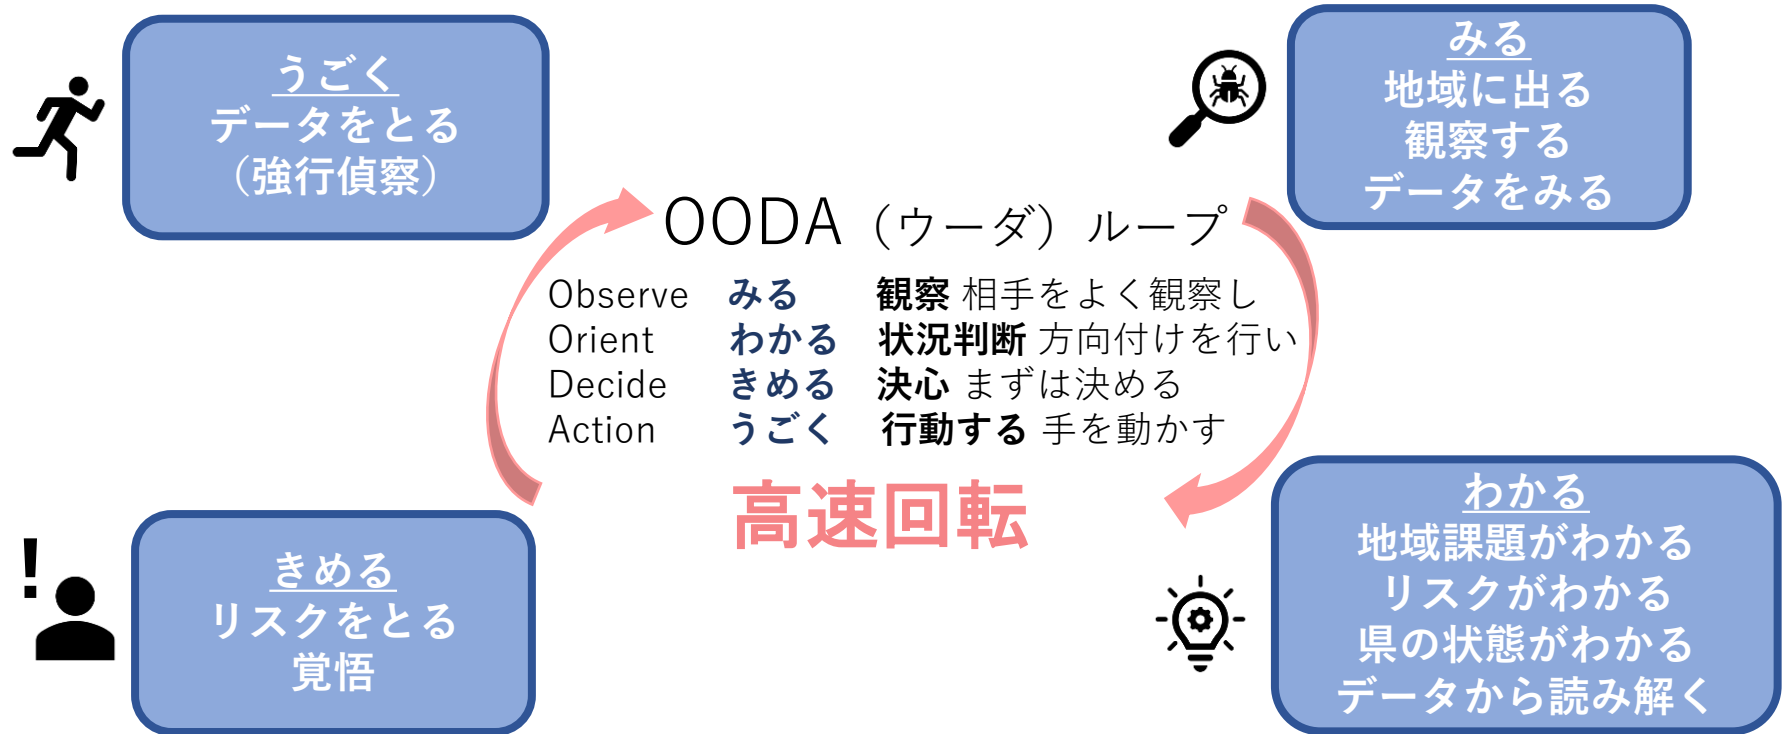 うごく
データをとる
（強行偵察）
みる
地域に出る
観察する
データをみる
OODA（ウーダ）ループ
Observe みる 観察 相手をよく観察し
Orient わかる 状況判断 方向付けを行い
Decide きめる 決心 まずは決める
Action うごく 行動する 手を動かす
高速回転
!
きめる
リスクをとる
覚悟
わかる
地域課題がわかる
リスクがわかる
県の状態がわかる
データから読み解く